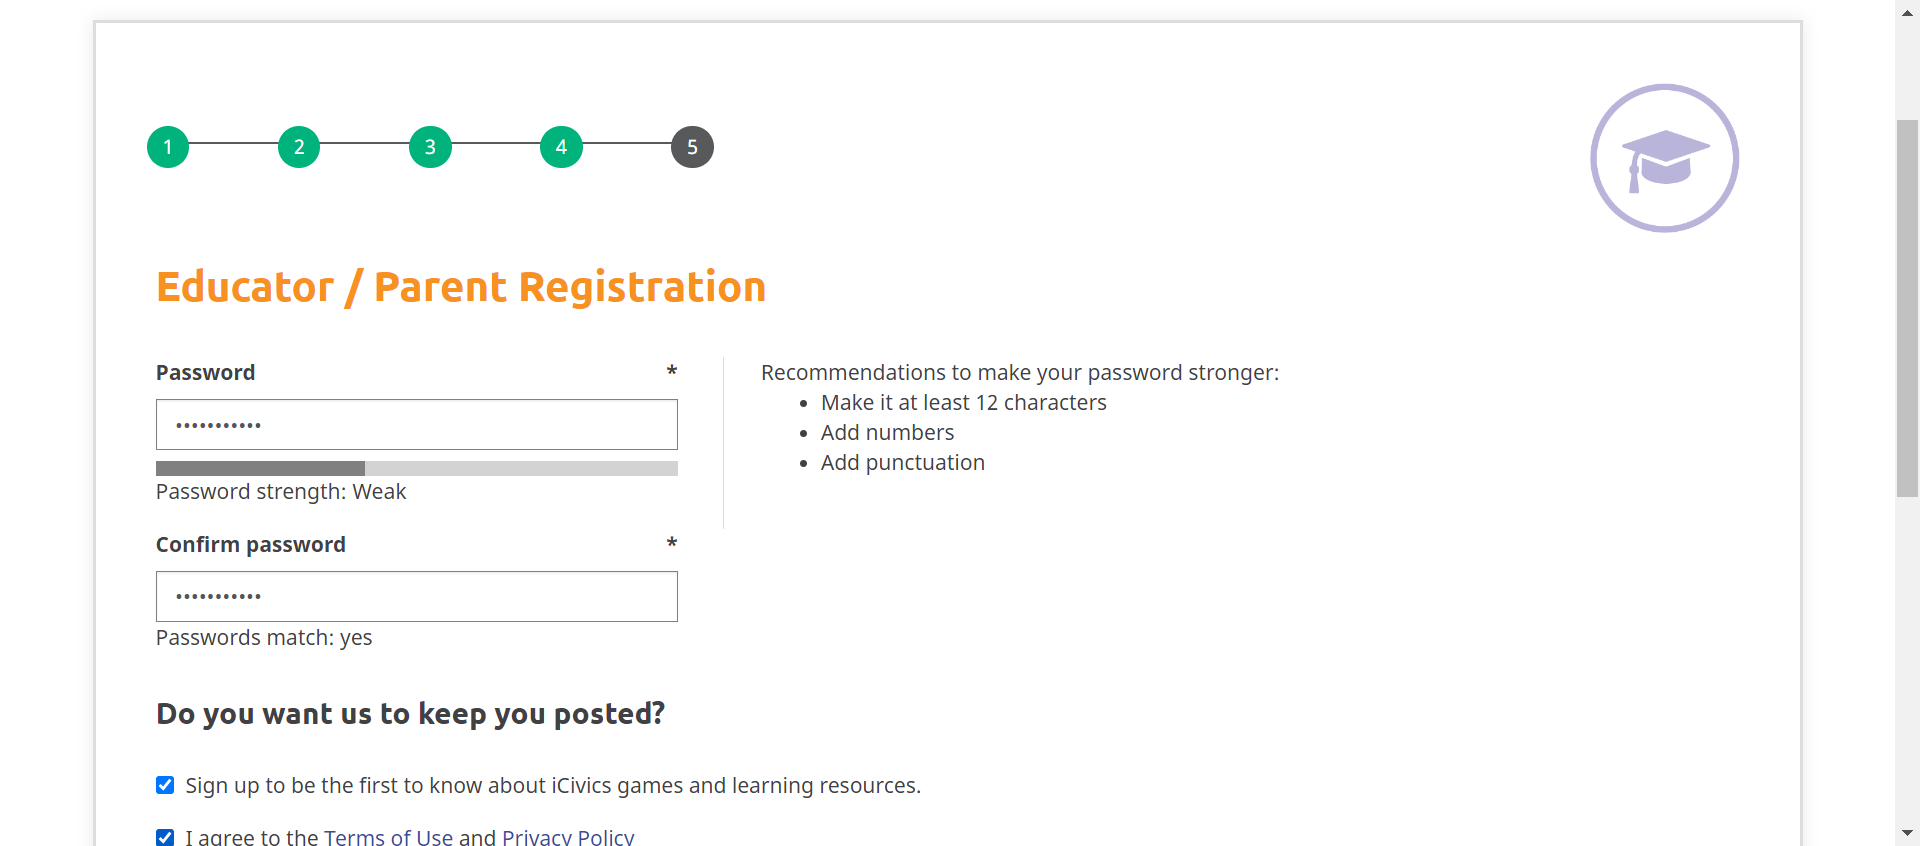 1 2 3 4 5
Educator / Parent Registration
Password *
•••••••••••
Password strength: Weak
Recommendations to make your password stronger:
• Make it at least 12 characters
• Add numbers
• Add punctuation
Confirm password *
•••••••••••
Passwords match: yes
Do you want us to keep you posted?
Sign up to be the first to know about iCivics games and learning resources.
I agree to the Terms of Use and Privacy Policy